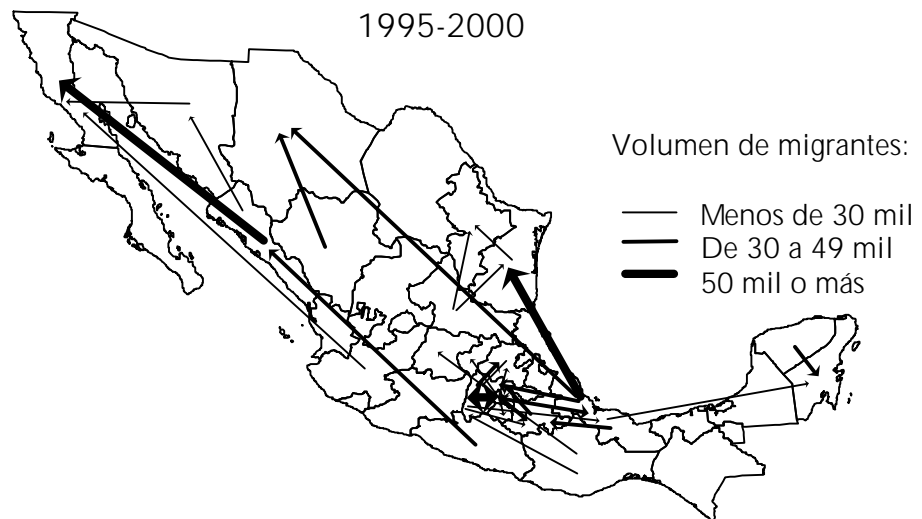 1995-2000
Volumen de migrantes:
Menos de 30 mil
De 30 a 49 mil
50 mil o más